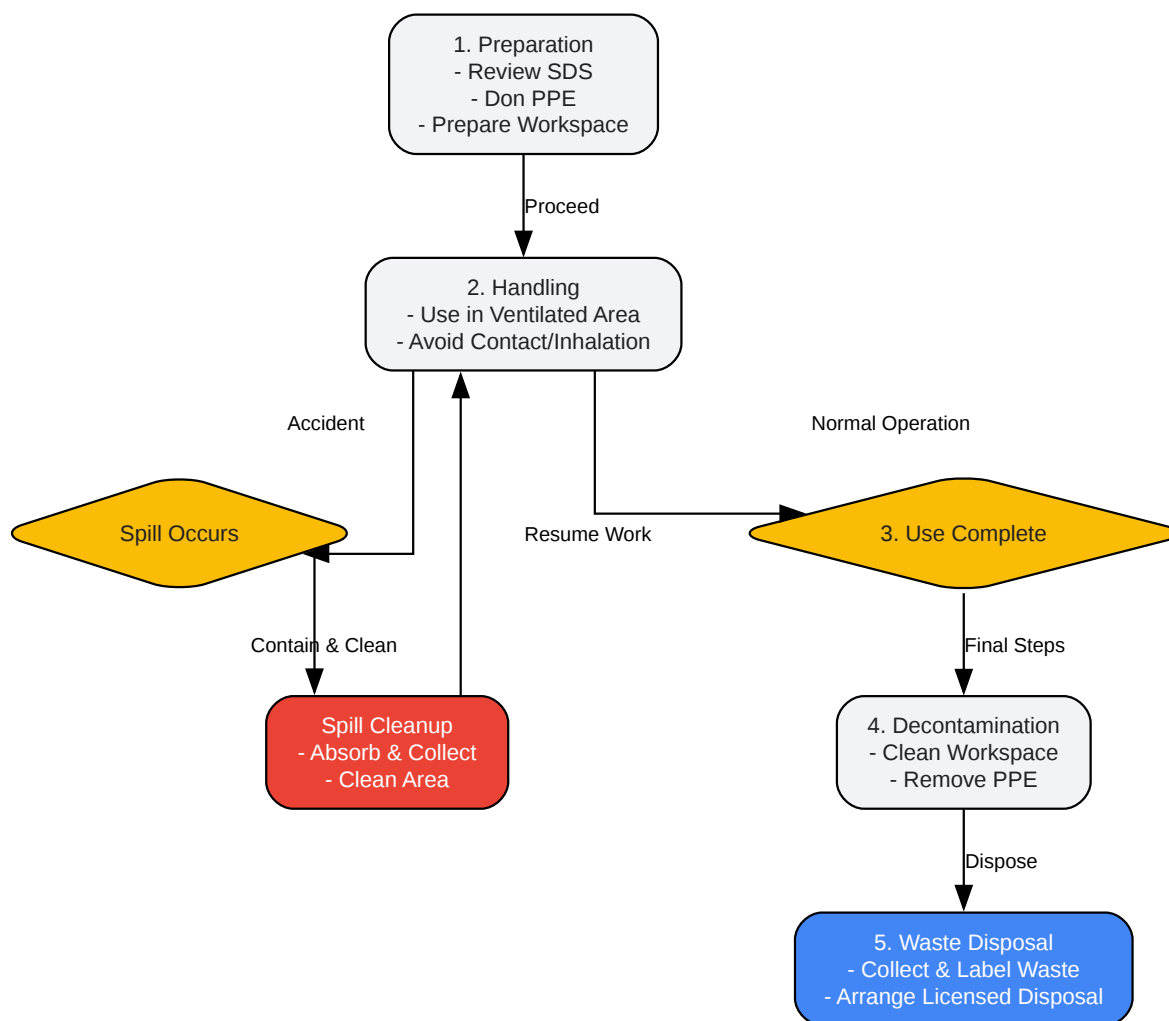 1. Preparation
- Review SDS
- Don PPE
- Prepare Workspace
Proceed
2. Handling
- Use in Ventilated Area
- Avoid Contact/Inhalation
Accident
Normal Operation
Spill Occurs
Resume Work
3. Use Complete
Contain & Clean
Final Steps
Spill Cleanup
- Absorb & Collect
- Clean Area
4. Decontamination
- Clean Workspace
- Remove PPE
Dispose
5. Waste Disposal
- Collect & Label Waste
- Arrange Licensed Disposal